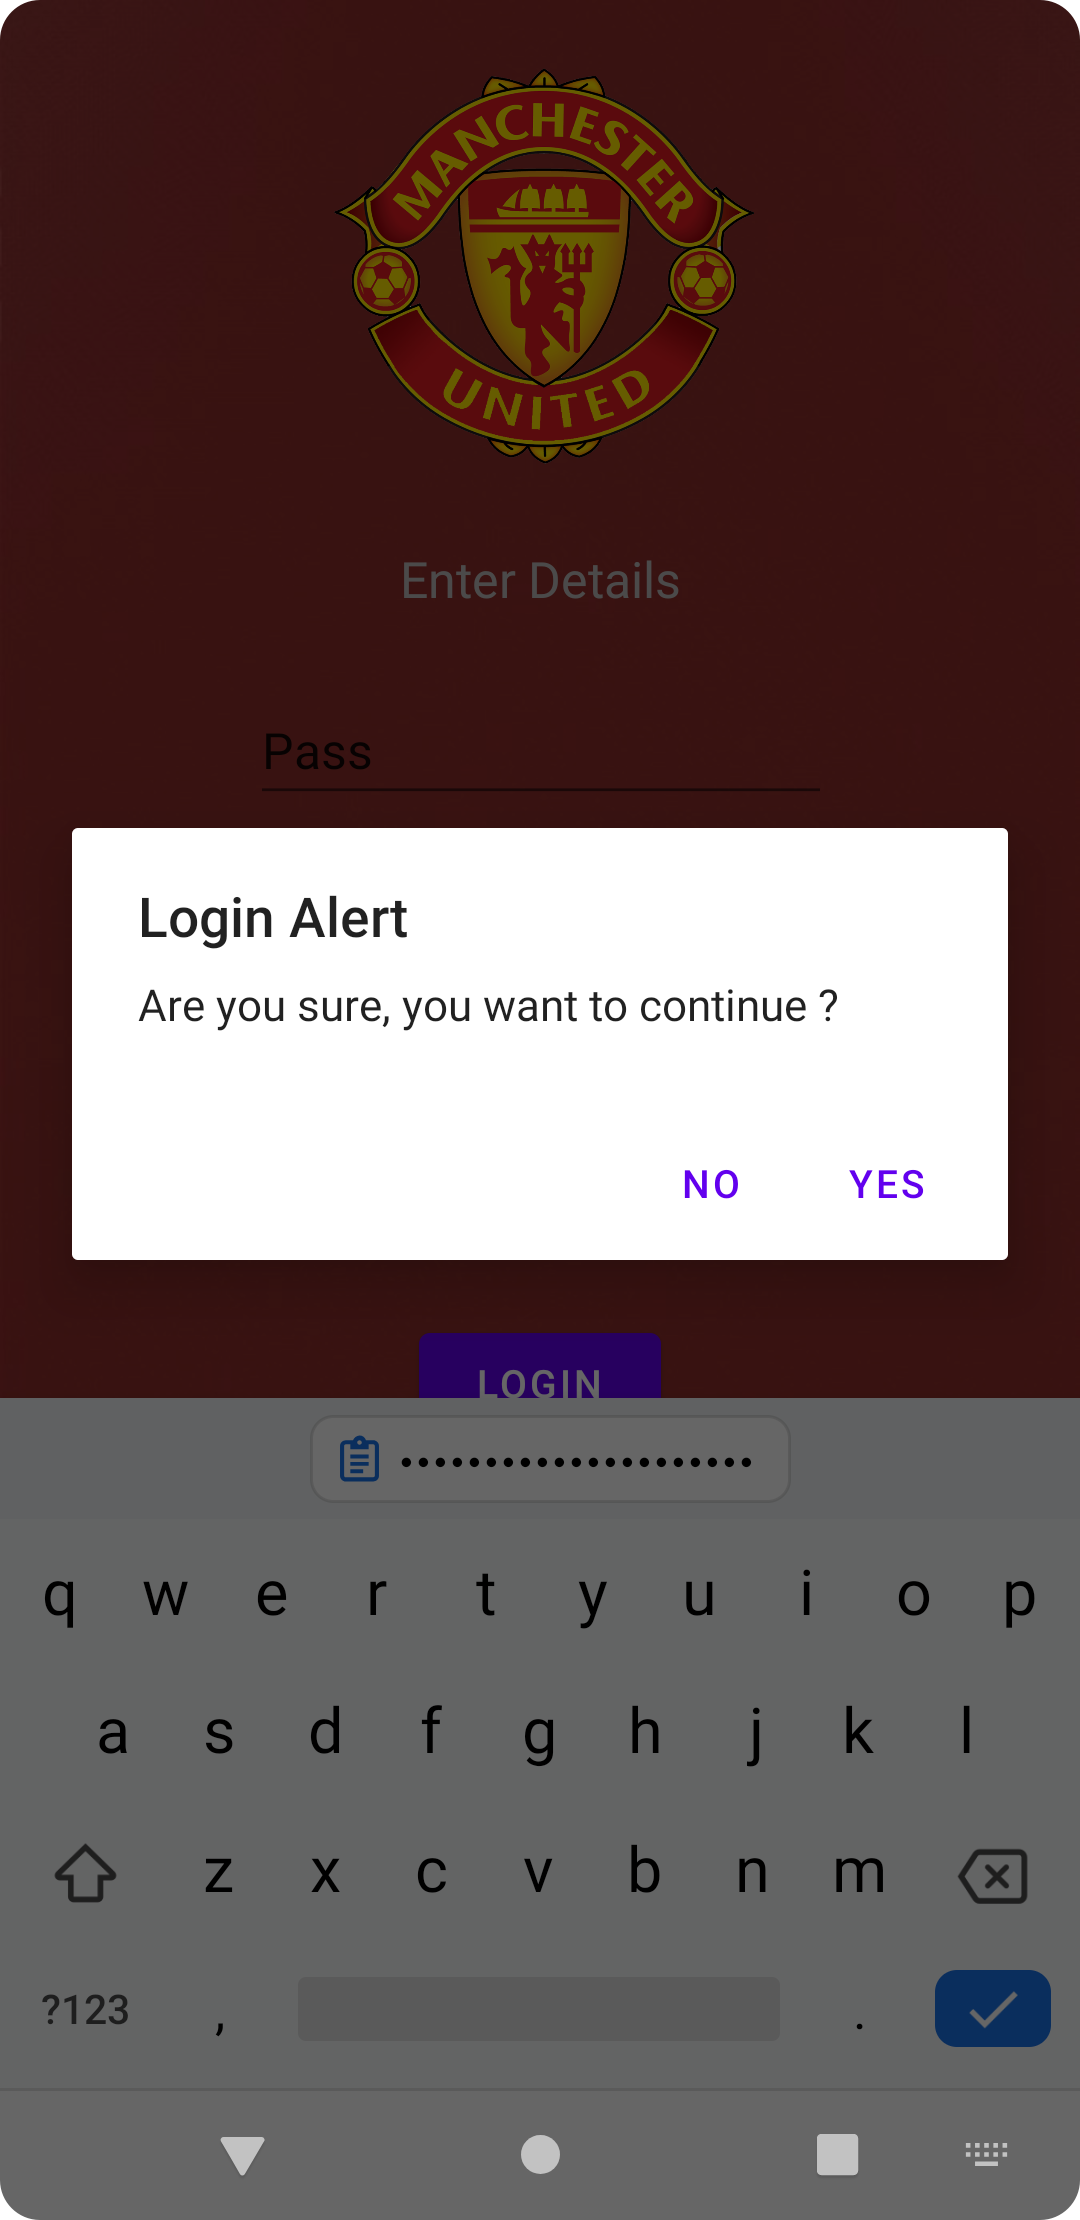 MANCHESTER
UNITED
Enter Details
Pass
Login Alert
Are you sure, you want to continue ?
NO YES
LOGIN
•••••••••••••••••••••
q w e r t y u i o p
a s d f g h j k l
z x c v b n m
?123 , .